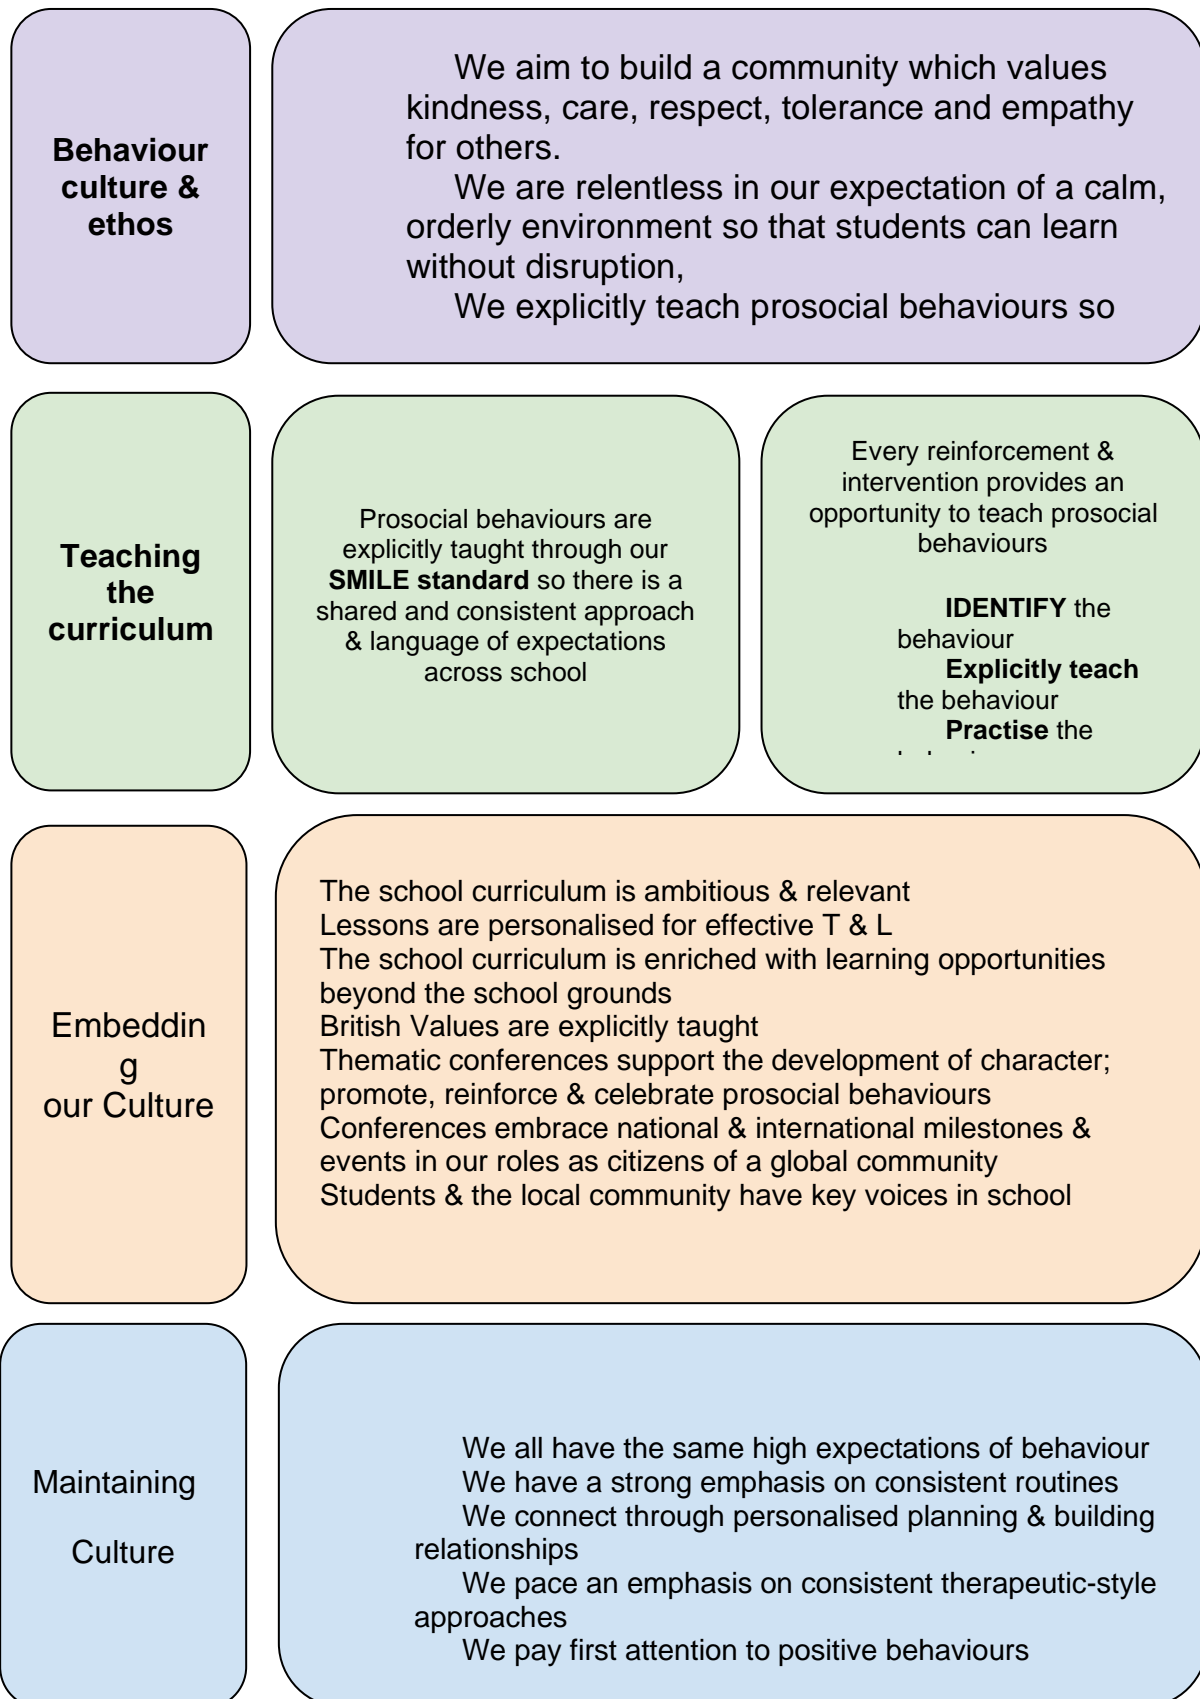 Behaviour
culture &
ethos
We aim to build a community which values
kindness, care, respect, tolerance and empathy
for others.
We are relentless in our expectation of a calm,
orderly environment so that students can learn
without disruption,
We explicitly teach prosocial behaviours so
Teaching
the
curriculum
Prosocial behaviours are
explicitly taught through our
SMILE standard so there is a
shared and consistent approach
& language of expectations
across school
Every reinforcement &
intervention provides an
opportunity to teach prosocial
behaviours
IDENTIFY the
behaviour
Explicitly teach
the behaviour
Practise the
Embeddin
g
our Culture
The school curriculum is ambitious & relevant
Lessons are personalised for effective T & L
The school curriculum is enriched with learning opportunities
beyond the school grounds
British Values are explicitly taught
Thematic conferences support the development of character;
promote, reinforce & celebrate prosocial behaviours
Conferences embrace national & international milestones &
events in our roles as citizens of a global community
Students & the local community have key voices in school
Maintaining
Culture
We all have the same high expectations of behaviour
We have a strong emphasis on consistent routines
We connect through personalised planning & building
relationships
We pace an emphasis on consistent therapeutic-style
approaches
We pay first attention to positive behaviours